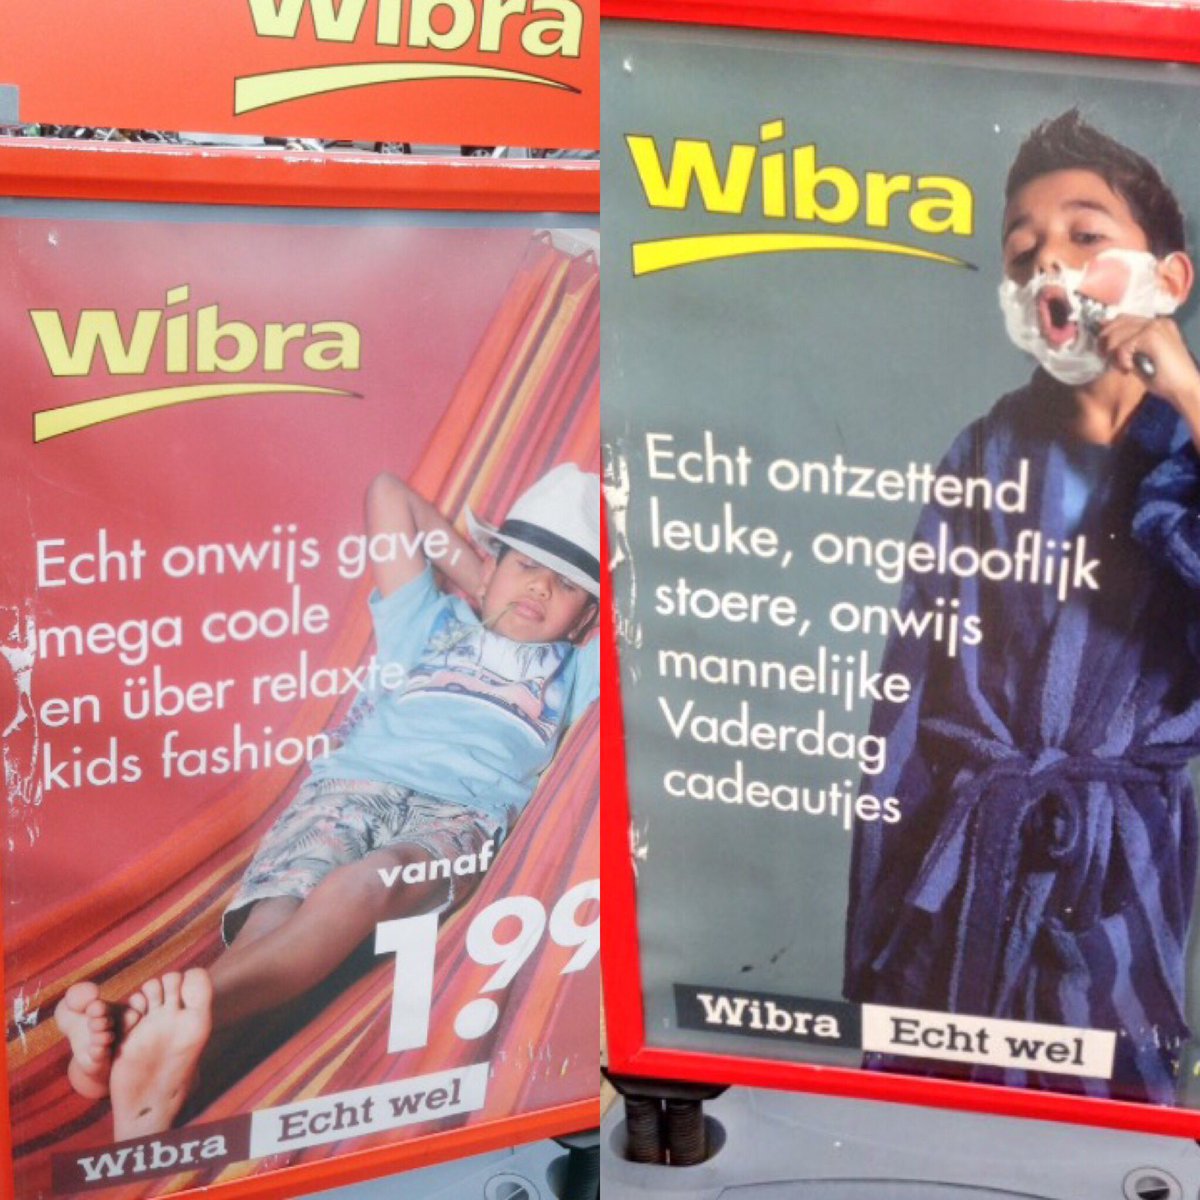 Wibra
Wibra
Echt onwijs gave,
mega coole
en über relaxte
kids fashion
vanaf
1.99
Wibra Echt wel
Wibra
Echt ontzettend
leuke, ongelooflijk
stoere, onwijs
mannelijke
Vaderdag
cadeautjes
Wibra Echt wel